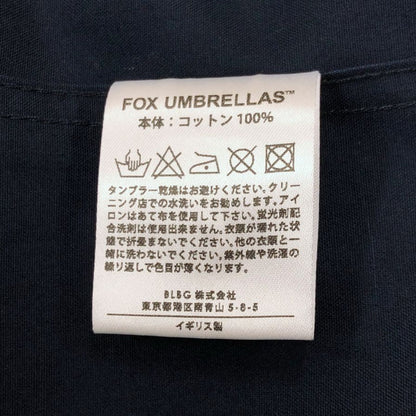 FOX UMBRELLAS™
本体：コットン 100%
タンブラー乾燥はお避けください。クリー
ニング店での水洗いをお勧めします。アイ
ロンはあて布を使用して下さい。蛍光剤配
合洗剤は使用出来ません。衣類が濡れた状
態で折畳まないでください。他の衣類と一
緒に洗わないでください。紫外線や洗濯の
繰り返しで色目が薄くなります。
BLBG 株式会社
東京都港区南青山 5-8-5
イギリス製